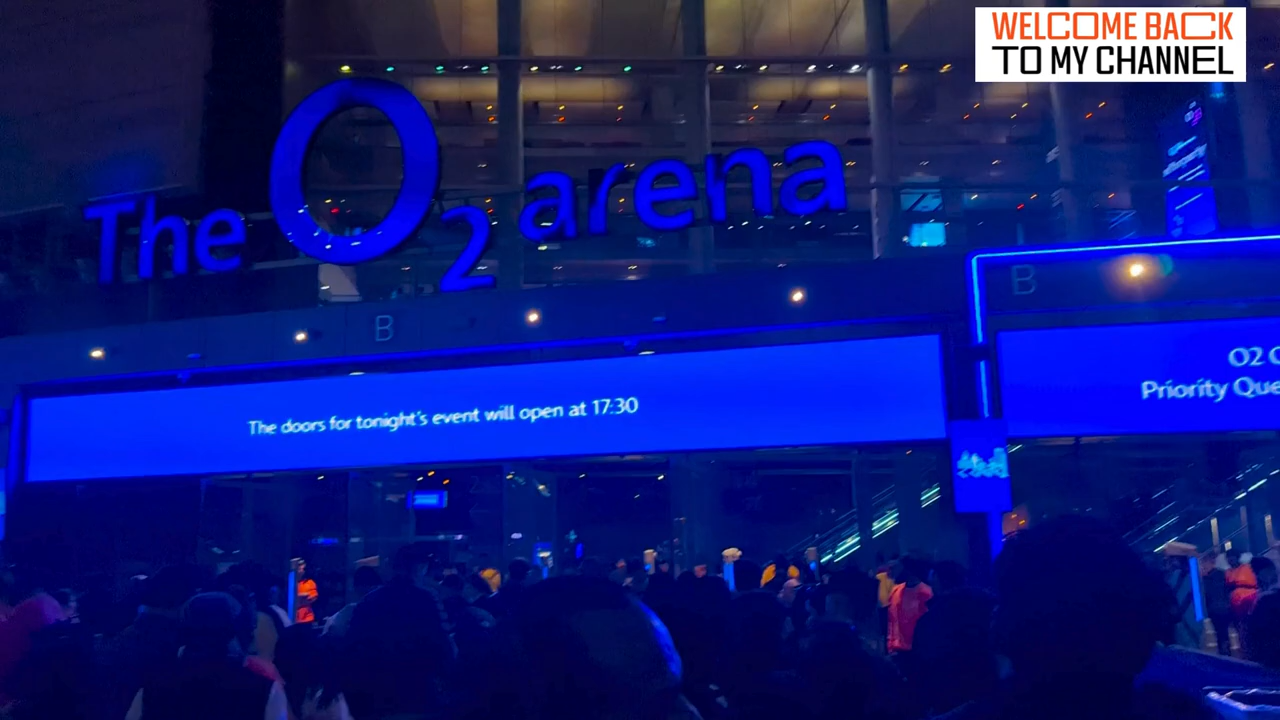 WELCOME BACK
TO MY CHANNEL
The O2 arena
B
B
The doors for tonight's event will open at 17:30
O2
Priority